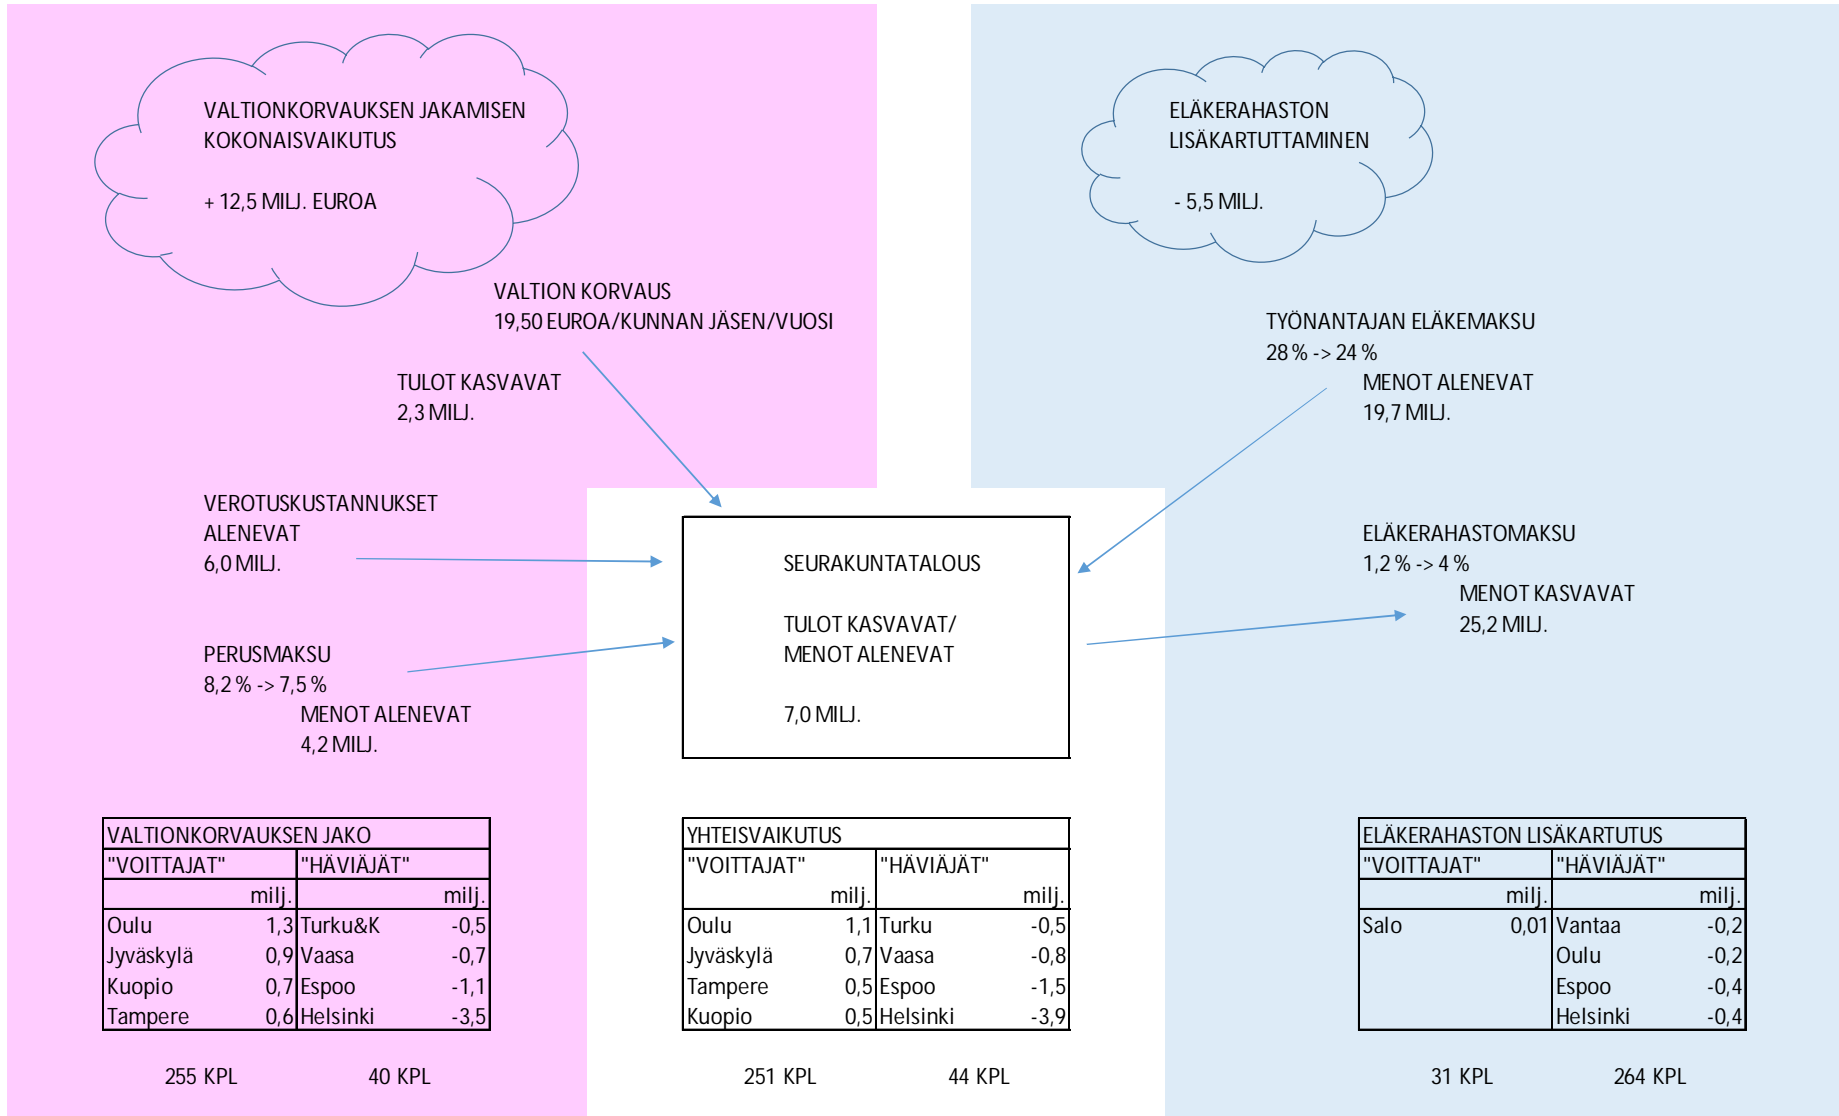 VALTIONKORVAUKSEN JAKAMISEN
KOKONAISVAIKUTUS
+ 12,5 MILJ. EUROA
ELÄKERAHASTON
LISÄKARTUTTAMINEN
- 5,5 MILJ.
VALTION KORVAUS
19,50 EUROA/KUNNAN JÄSEN/VUOSI
TULOT KASVAVAT
2,3 MILJ.
TYÖNANTAJAN ELÄKEMAKSU
28 % -> 24 %
MENOT ALENEVAT
19,7 MILJ.
VEROTUSKUSTANNUKSET
ALENEVAT
6,0 MILJ.
SEURAKUNTATALOUS
TULOT KASVAVAT/
MENOT ALENEVAT
7,0 MILJ.
ELÄKERAHASTOMAKSU
1,2 % -> 4 %
MENOT KASVAVAT
25,2 MILJ.
PERUSMAKSU
8,2 % -> 7,5 %
MENOT ALENEVAT
4,2 MILJ.
VALTIONKORVAUKSEN JAKO
"VOITTAJAT" "HÄVIÄJÄT"
milj. milj.
Oulu 1,3 Turku&K -0,5
Jyväskylä 0,9 Vaasa -0,7
Kuopio 0,7 Espoo -1,1
Tampere 0,6 Helsinki -3,5
255 KPL 40 KPL
YHTEISVAIKUTUS
"VOITTAJAT" "HÄVIÄJÄT"
milj. milj.
Oulu 1,1 Turku -0,5
Jyväskylä 0,7 Vaasa -0,8
Tampere 0,5 Espoo -1,5
Kuopio 0,5 Helsinki -3,9
251 KPL 44 KPL
ELÄKERAHASTON LISÄKARTUTUS
"VOITTAJAT" "HÄVIÄJÄT"
milj. milj.
Salo 0,01 Vantaa -0,2
Oulu -0,2
Espoo -0,4
Helsinki -0,4
31 KPL 264 KPL